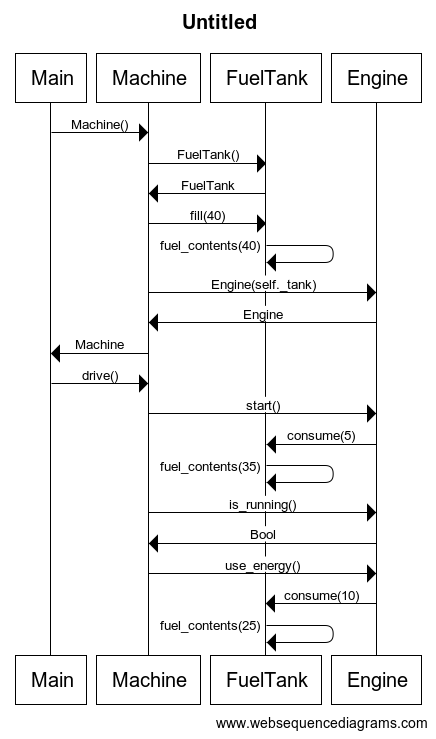 Untitled
Main Machine FuelTank Engine
Machine()
FuelTank()
FuelTank
fill(40)
fuel_contents(40)
Engine(self._tank)
Engine
Machine
drive()
start()
consume(5)
fuel_contents(35)
is_running()
Bool
use_energy()
consume(10)
fuel_contents(25)
Main Machine FuelTank Engine
www.websequencediagrams.com